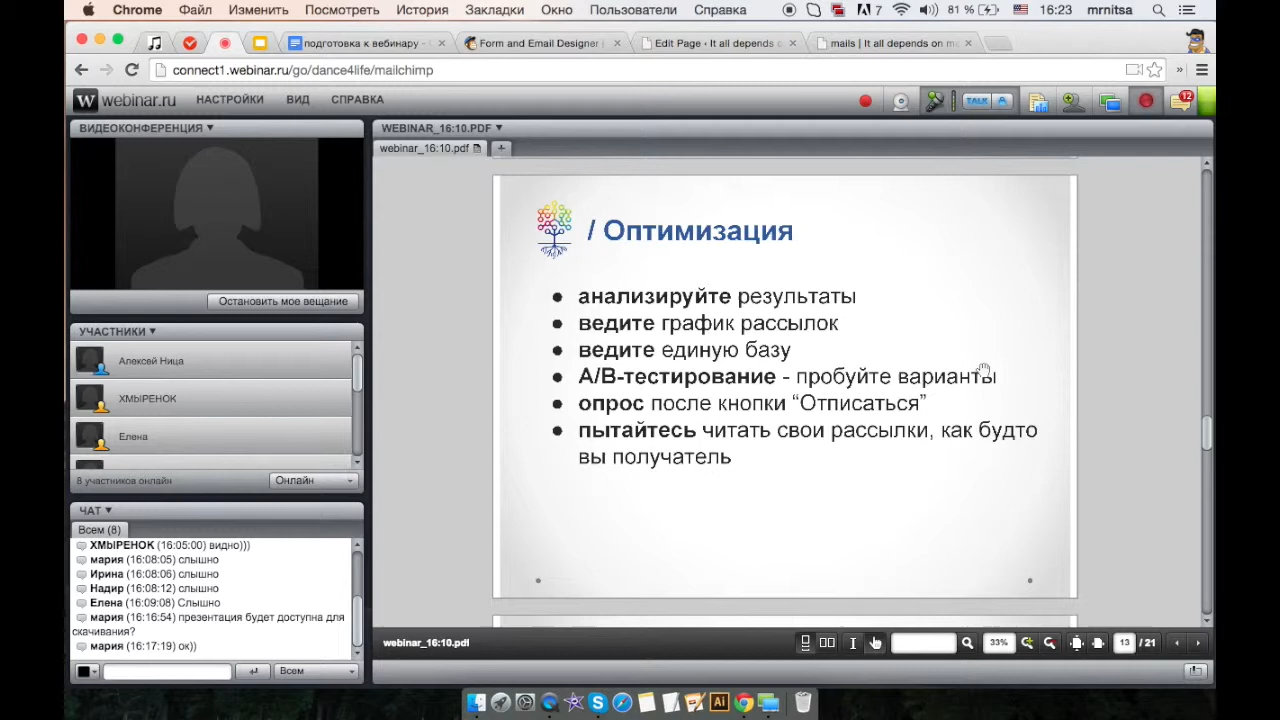 Chrome Файл Изменить Посмотреть История Закладки Окно Пользователи Справка 7 81 % 16:23 mrnitsa
подготовка к вебинару - Form and Email Designer Edit Page ‹ It all depends mails | It all depends on m
connect1.webinar.ru/go/dance4life/mailchimp »
W webinar.ru НАСТРОЙКИ ВИД СПРАВКА TALK 12
ВИДЕОКОНФЕРЕНЦИЯ
Остановить мое вещание
УЧАСТНИКИ
Алексей Ница
ХМЫРЕНОК
Елена
8 участников онлайн Онлайн
ЧАТ
Всем (8)
ХМЫРЕНОК (16:05:00) видно)))
мария (16:08:05) слышно
Ирина (16:08:06) слышно
Надир (16:08:12) слышно
Елена (16:09:08) Слышно
мария (16:16:54) презентация будет доступна для
скачивания?
мария (16:17:19) ок))
Всем
WEBINAR_16:10.PDF
webinar_16:10.pdf +
/ Оптимизация
● анализируйте результаты
● ведите график рассылок
● ведите единую базу
● А/В-тестирование - пробуйте варианты
● опрос после кнопки “Отписаться”
● пытайтесь читать свои рассылки, как будто
вы получатель
webinar_16:10.pdf 33% 13 / 21
Ai